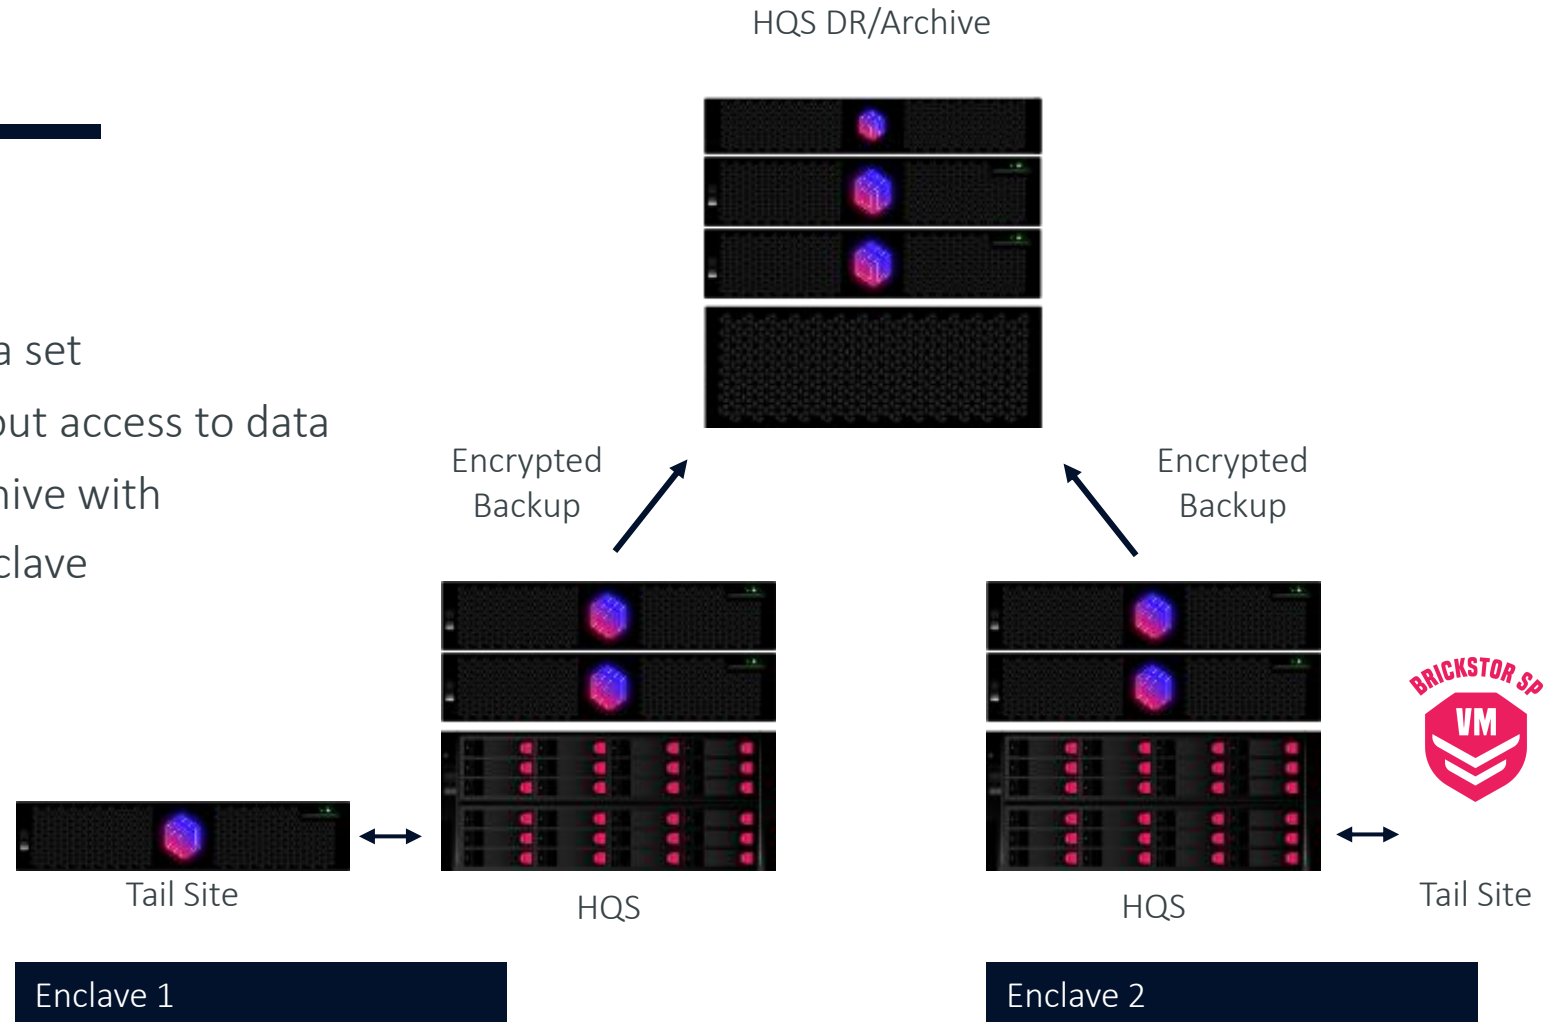 HQS DR/Archive
a set
out access to data
hive with
clave
Encrypted
Backup
Encrypted
Backup
BRICKSTOR SP
VM
Tail Site
HQS
HQS
Tail Site
Enclave 1
Enclave 2